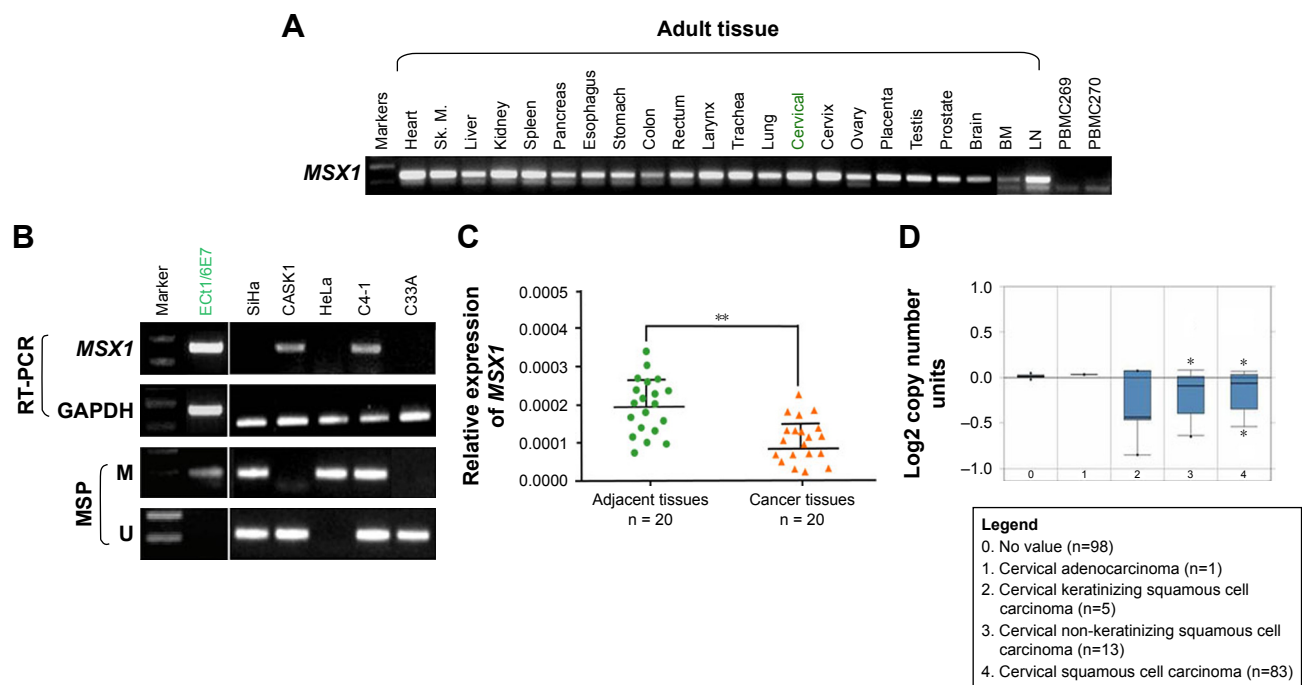 A
Adult tissue
Markers
Heart
Sk. M.
Liver
Kidney
Spleen
Pancreas
Esophagus
Stomach
Colon
Rectum
Larynx
Trachea
Lung
Cervical
Cervix
Ovary
Placenta
Testis
Prostate
Brain
BM
LN
PBMC269
PBMC270
MSX1
B
Marker
ECt1/6E7
SiHa
CASK1
HeLa
C4-1
C33A
RT-PCR
MSX1
GAPDH
MSP
M
U
C
Relative expression
of MSX1
0.0005
0.0004
0.0003
0.0002
0.0001
0.0000
**
Adjacent tissues
n = 20
Cancer tissues
n = 20
D
Log2 copy number
units
1.0
0.5
0.0
–0.5
–1.0
*
*
*
0
1
2
3
4
Legend
0. No value (n=98)
1. Cervical adenocarcinoma (n=1)
2. Cervical keratinizing squamous cell
carcinoma (n=5)
3. Cervical non-keratinizing squamous cell
carcinoma (n=13)
4. Cervical squamous cell carcinoma (n=83)